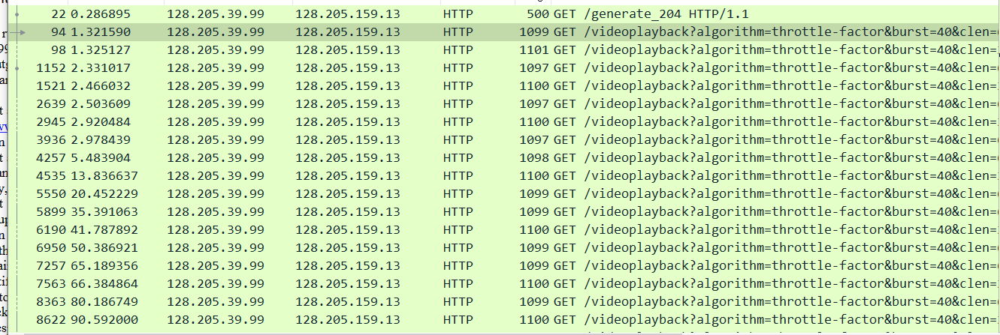 22 0.286895 128.205.39.99 128.205.159.13 HTTP 500 GET /generate_204 HTTP/1.1
94 1.321590 128.205.39.99 128.205.159.13 HTTP 1099 GET /videoplayback?algorithm=throttle-factor&burst=40&clen=
98 1.325127 128.205.39.99 128.205.159.13 HTTP 1101 GET /videoplayback?algorithm=throttle-factor&burst=40&clen=
1152 2.331017 128.205.39.99 128.205.159.13 HTTP 1097 GET /videoplayback?algorithm=throttle-factor&burst=40&clen=
1521 2.466032 128.205.39.99 128.205.159.13 HTTP 1100 GET /videoplayback?algorithm=throttle-factor&burst=40&clen=
2639 2.503609 128.205.39.99 128.205.159.13 HTTP 1097 GET /videoplayback?algorithm=throttle-factor&burst=40&clen=
2945 2.920484 128.205.39.99 128.205.159.13 HTTP 1100 GET /videoplayback?algorithm=throttle-factor&burst=40&clen=
3936 2.978439 128.205.39.99 128.205.159.13 HTTP 1097 GET /videoplayback?algorithm=throttle-factor&burst=40&clen=
4257 5.483904 128.205.39.99 128.205.159.13 HTTP 1098 GET /videoplayback?algorithm=throttle-factor&burst=40&clen=
4535 13.836637 128.205.39.99 128.205.159.13 HTTP 1100 GET /videoplayback?algorithm=throttle-factor&burst=40&clen=
5550 20.452229 128.205.39.99 128.205.159.13 HTTP 1099 GET /videoplayback?algorithm=throttle-factor&burst=40&clen=
5899 35.391063 128.205.39.99 128.205.159.13 HTTP 1099 GET /videoplayback?algorithm=throttle-factor&burst=40&clen=
6190 41.787892 128.205.39.99 128.205.159.13 HTTP 1100 GET /videoplayback?algorithm=throttle-factor&burst=40&clen=
6950 50.386921 128.205.39.99 128.205.159.13 HTTP 1099 GET /videoplayback?algorithm=throttle-factor&burst=40&clen=
7257 65.189356 128.205.39.99 128.205.159.13 HTTP 1099 GET /videoplayback?algorithm=throttle-factor&burst=40&clen=
7563 66.384864 128.205.39.99 128.205.159.13 HTTP 1100 GET /videoplayback?algorithm=throttle-factor&burst=40&clen=
8363 80.186749 128.205.39.99 128.205.159.13 HTTP 1099 GET /videoplayback?algorithm=throttle-factor&burst=40&clen=
8622 90.592000 128.205.39.99 128.205.159.13 HTTP 1100 GET /videoplayback?algorithm=throttle-factor&burst=40&clen=